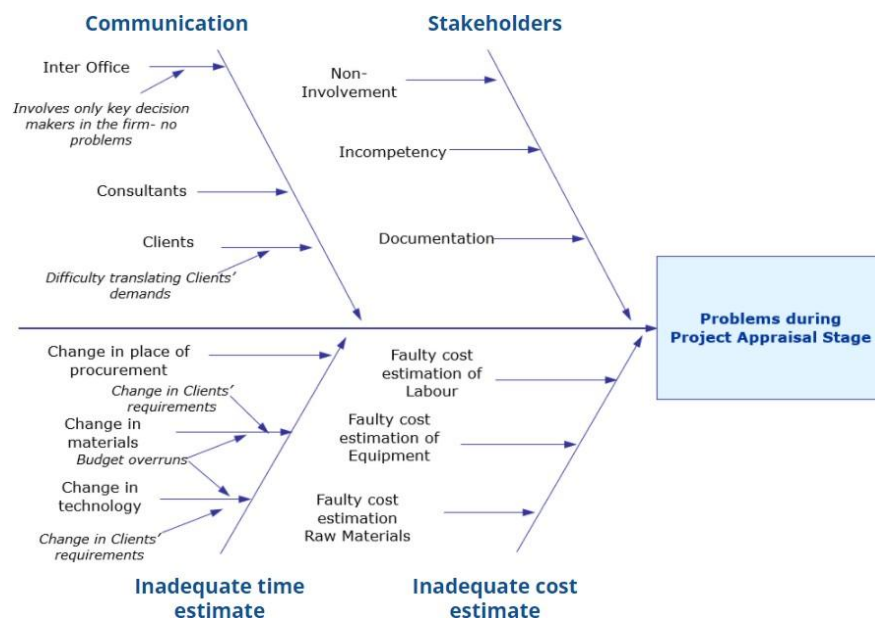 Communication
Stakeholders
Inter Office
Involves only key decision
makers in the firm- no
problems
Consultants
Clients
Difficulty translating Clients'
demands
Non-
Involvement
Incompetency
Documentation
Problems during
Project Appraisal Stage
Change in place of
procurement
Change in Clients'
requirements
Change in
materials
Budget overruns
Change in
technology
Change in Clients'
requirements
Faulty cost
estimation of
Labour
Faulty cost
estimation of
Equipment
Faulty cost
estimation
Raw Materials
Inadequate time
estimate
Inadequate cost
estimate